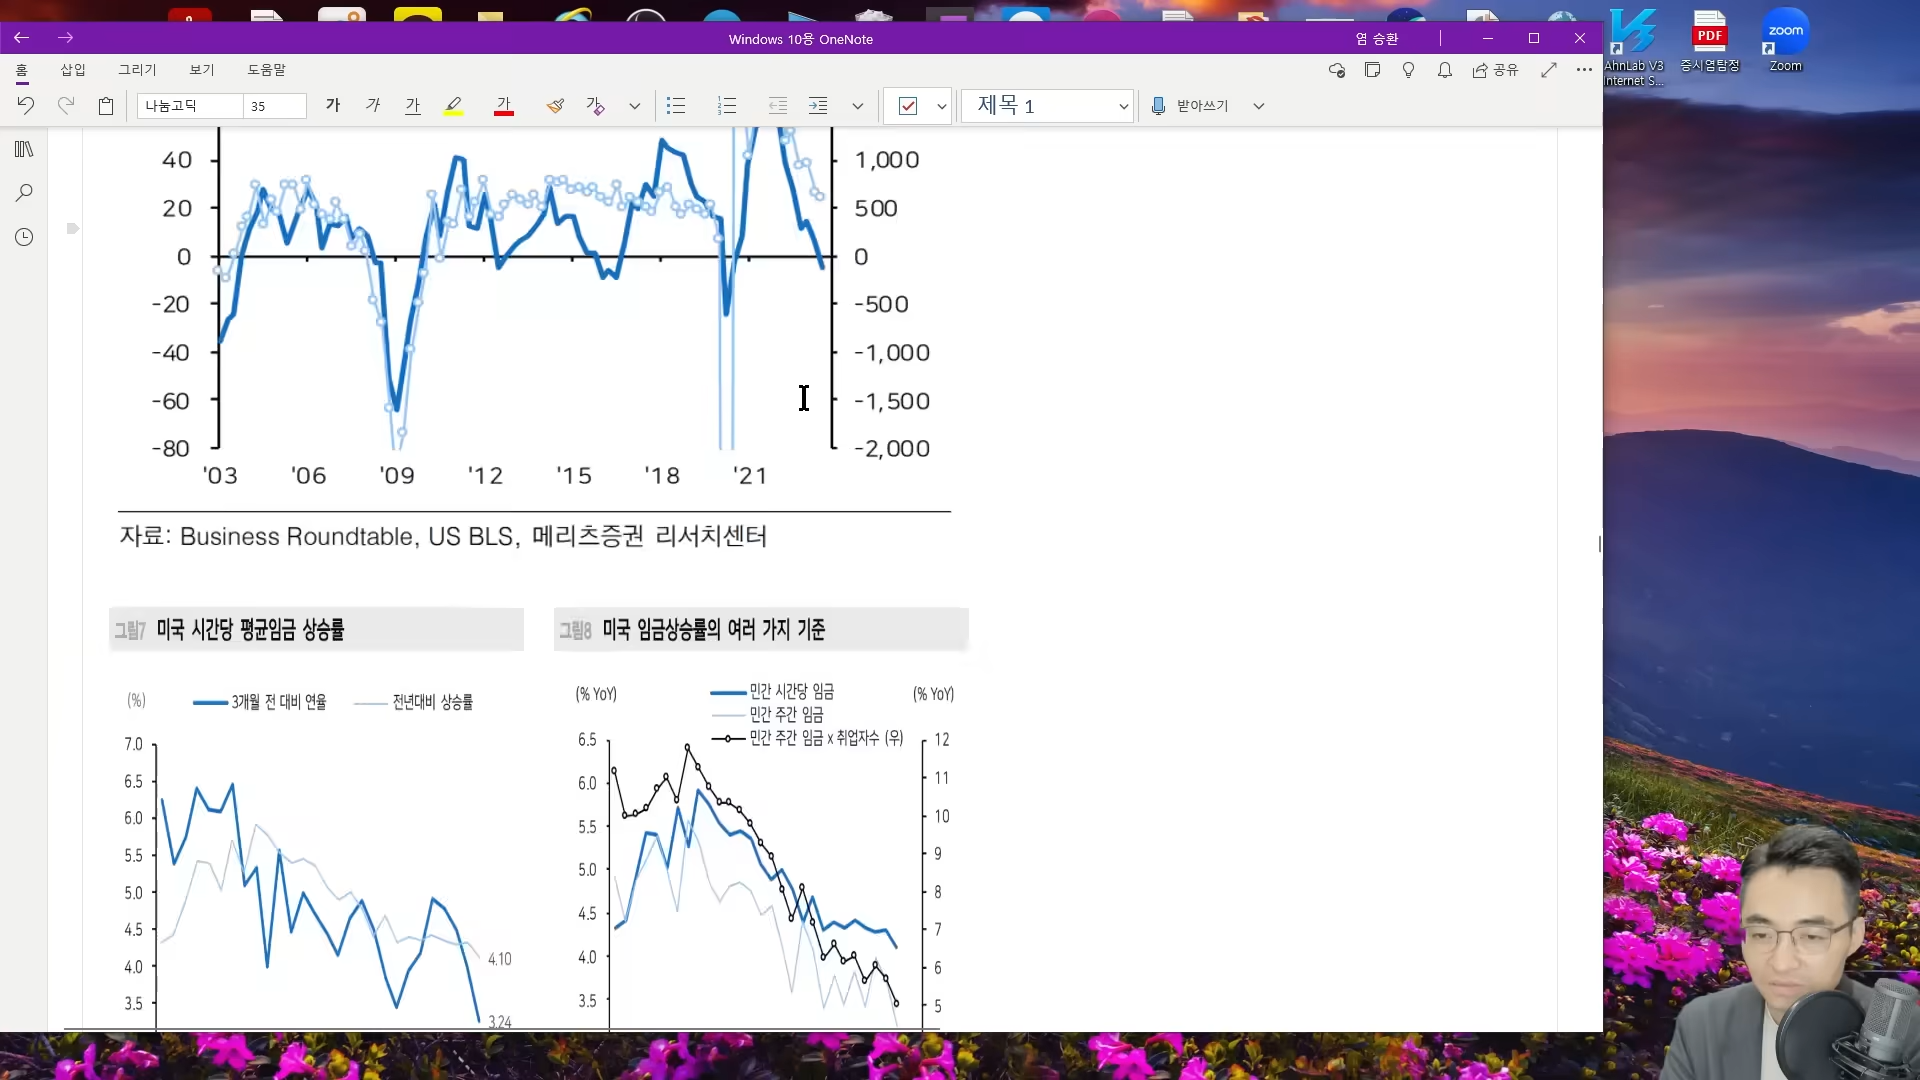 Windows 10용 OneNote
염 승환
홈 삽입 그리기 보기 도움말
공유
나눔고딕 35 가 가 가 가 가 제목 1 받아쓰기
AhnLab V3
Internet S...
PDF
증시염탐정
zoom
Zoom
40 1,000
20 500
0 0
-20 -500
-40 -1,000
-60 -1,500
-80 -2,000
'03 '06 '09 '12 '15 '18 '21
자료: Business Roundtable, US BLS, 메리츠증권 리서치센터
그림7 미국 시간당 평균임금 상승률
(%) 3개월 전 대비 연율 전년대비 상승률
7.0
6.5
6.0
5.5
5.0
4.5
4.0
3.5
4.10
3.24
그림8 미국 임금상승률의 여러 가지 기준
(% YoY) 민간 시간당 임금 (% YoY)
민간 주간 임금
민간 주간 임금 x 취업자수 (우)
6.5 12
6.0 11
5.5 10
5.0 9
4.5 8
4.0 7
3.5 6
5